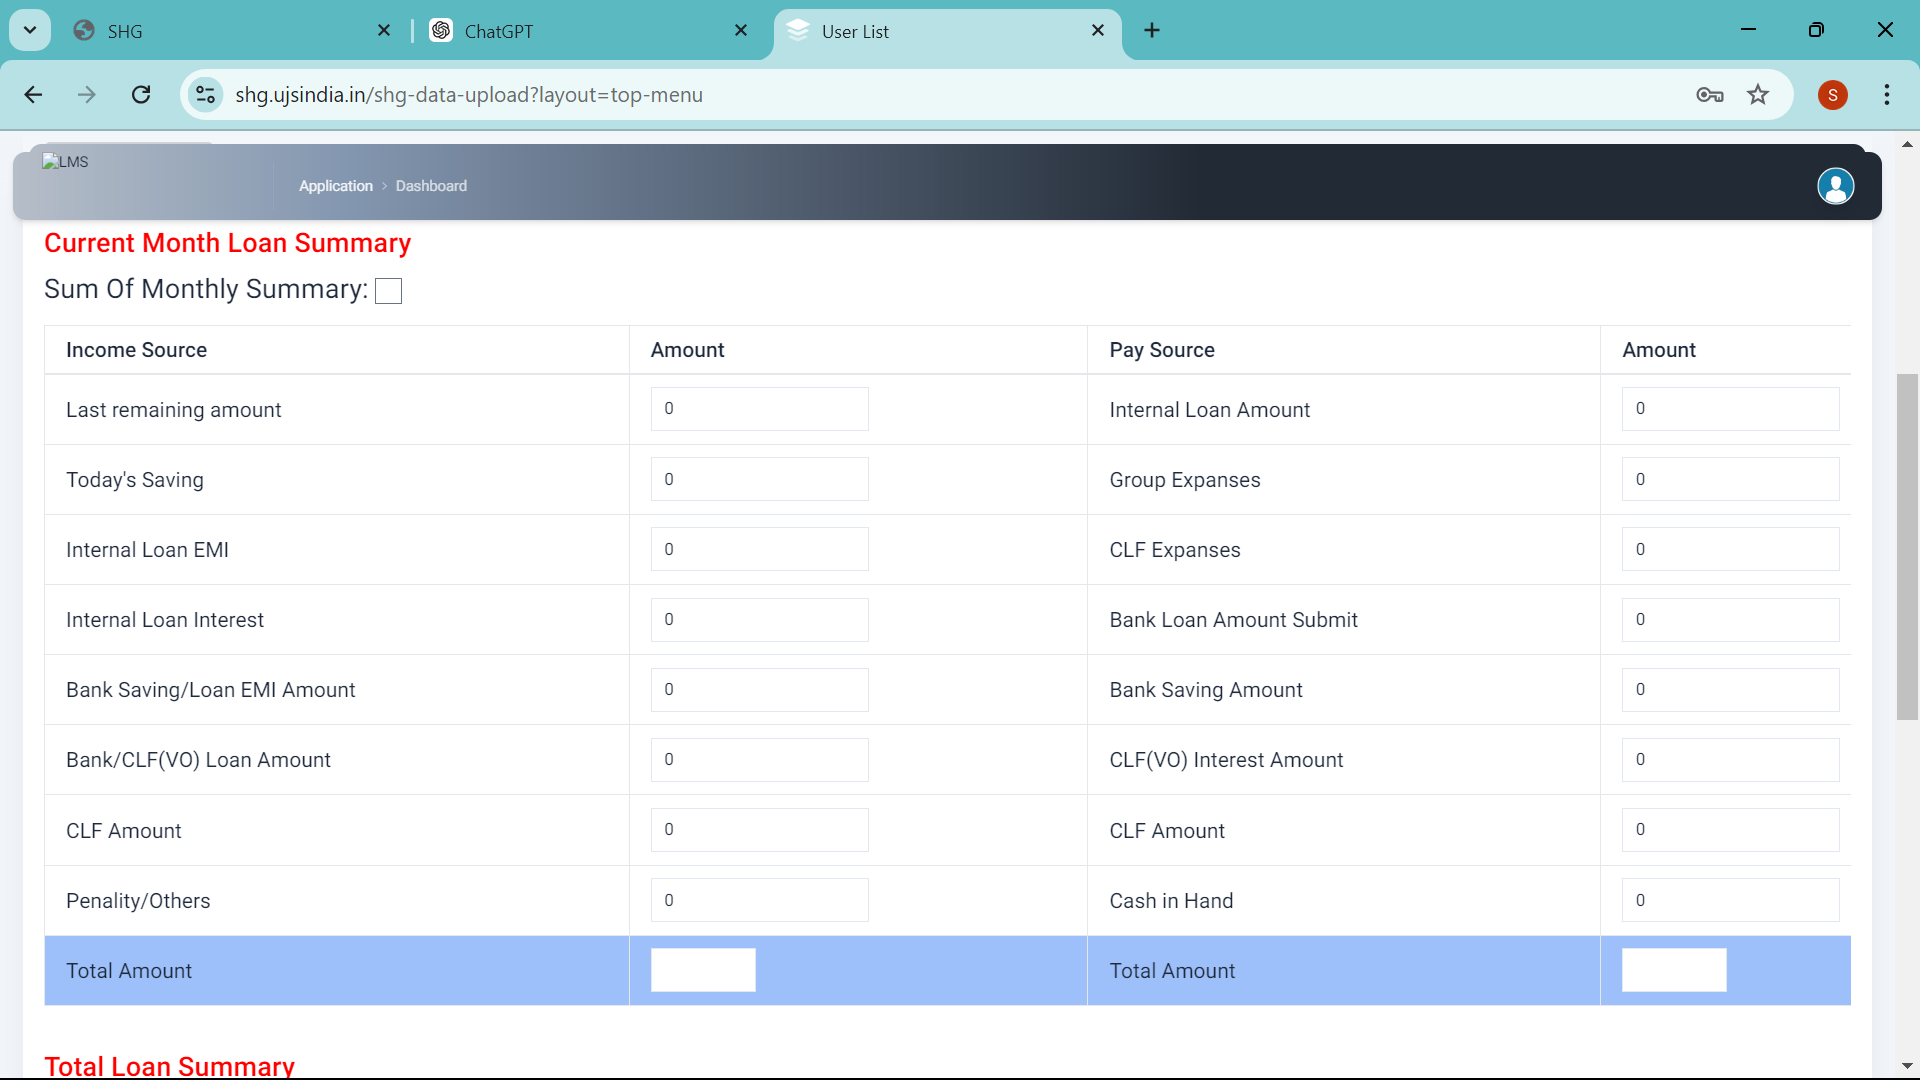 SHG
ChatGPT
User List
shg.ujsindia.in/shg-data-upload?layout=top-menu
S
LMS
Application > Dashboard
Current Month Loan Summary
Sum Of Monthly Summary:
Income Source Amount Pay Source Amount
Last remaining amount 0 Internal Loan Amount 0
Today's Saving 0 Group Expanses 0
Internal Loan EMI 0 CLF Expanses 0
Internal Loan Interest 0 Bank Loan Amount Submit 0
Bank Saving/Loan EMI Amount 0 Bank Saving Amount 0
Bank/CLF(VO) Loan Amount 0 CLF(VO) Interest Amount 0
CLF Amount 0 CLF Amount 0
Penality/Others 0 Cash in Hand 0
Total Amount Total Amount
Total Loan Summary